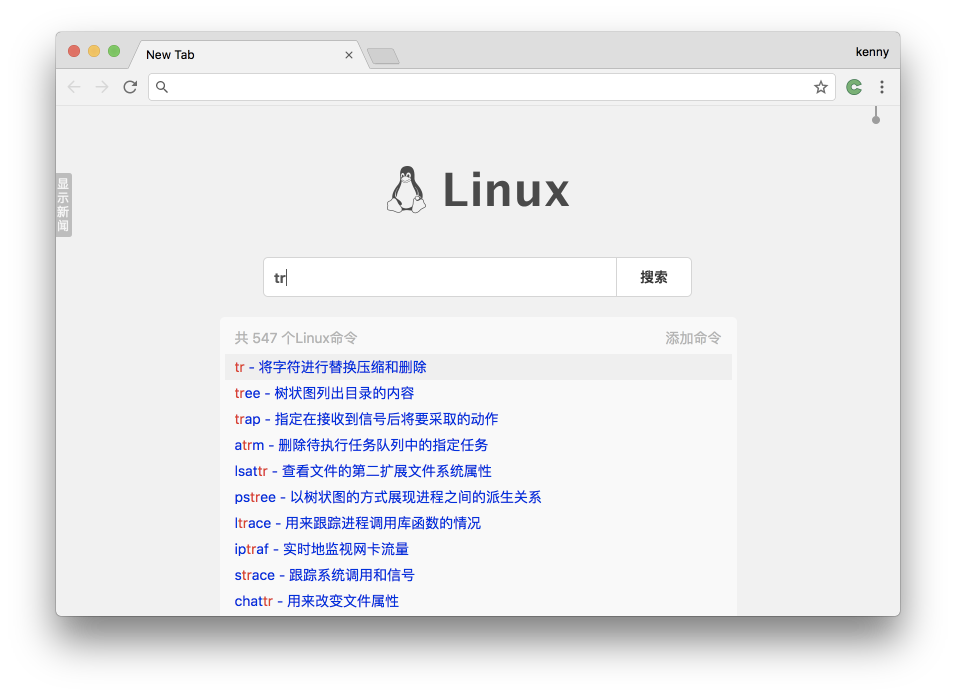 New Tab
kenny
显示新闻
Linux
tr
搜索
共 547 个Linux命令
添加命令
tr - 将字符进行替换压缩和删除
tree - 树状图列出目录的内容
trap - 指定在接收到信号后将要采取的动作
atrm - 删除待执行任务队列中的指定任务
lsattr - 查看文件的第二扩展文件系统属性
pstree - 以树状图的方式展现进程之间的派生关系
ltrace - 用来跟踪进程调用库函数的情况
iptraf - 实时地监视网卡流量
strace - 跟踪系统调用和信号
chattr - 用来改变文件属性